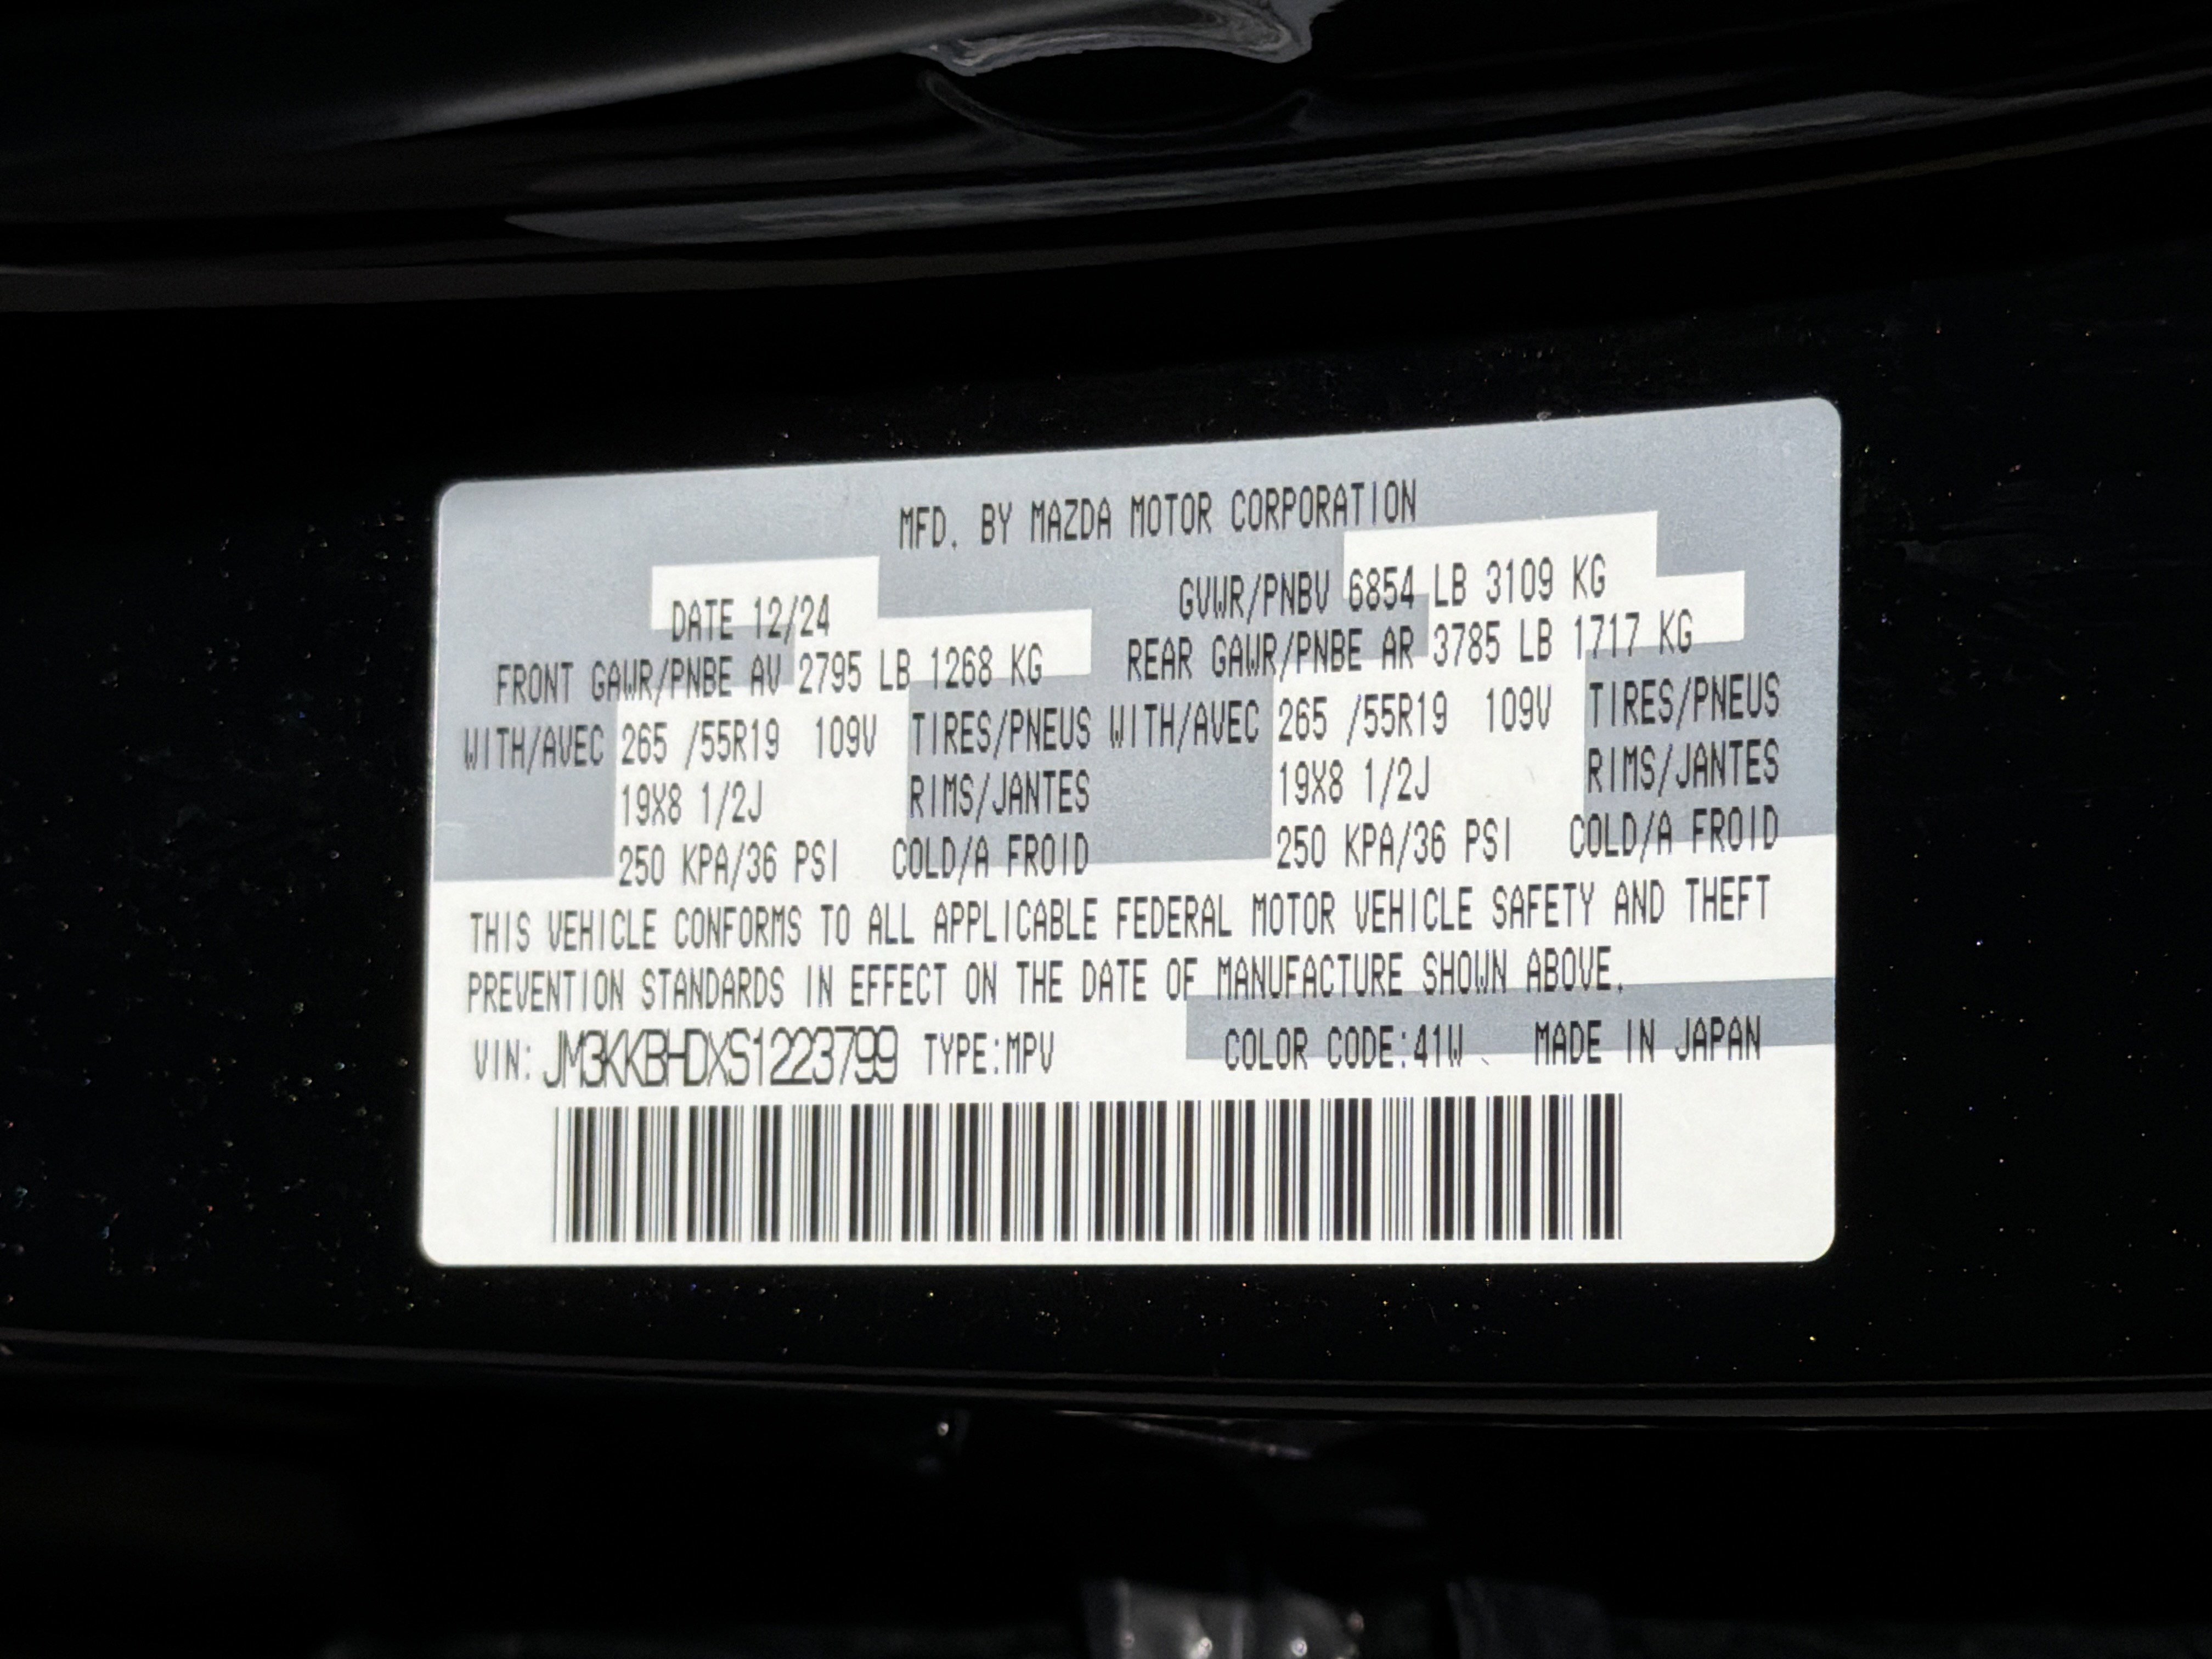 MFD. BY MAZDA MOTOR CORPORATION
DATE 12/24 GVWR/PNBV 6854 LB 3109 KG
FRONT GAWR/PNBE AV 2795 LB 1268 KG REAR GAWR/PNBE AR 3785 LB 1717 KG
WITH/AVEC 265 /55R19 109V TIRES/PNEUS WITH/AVEC 265 /55R19 109V TIRES/PNEUS
19X8 1/2J RIMS/JANTES 19X8 1/2J RIMS/JANTES
250 KPA/36 PSI COLD/A FROID 250 KPA/36 PSI COLD/A FROID
THIS VEHICLE CONFORMS TO ALL APPLICABLE FEDERAL MOTOR VEHICLE SAFETY AND THEFT
PREVENTION STANDARDS IN EFFECT ON THE DATE OF MANUFACTURE SHOWN ABOVE.
VIN: JM3KKBHDXS1223799 TYPE:MPV COLOR CODE:41W MADE IN JAPAN